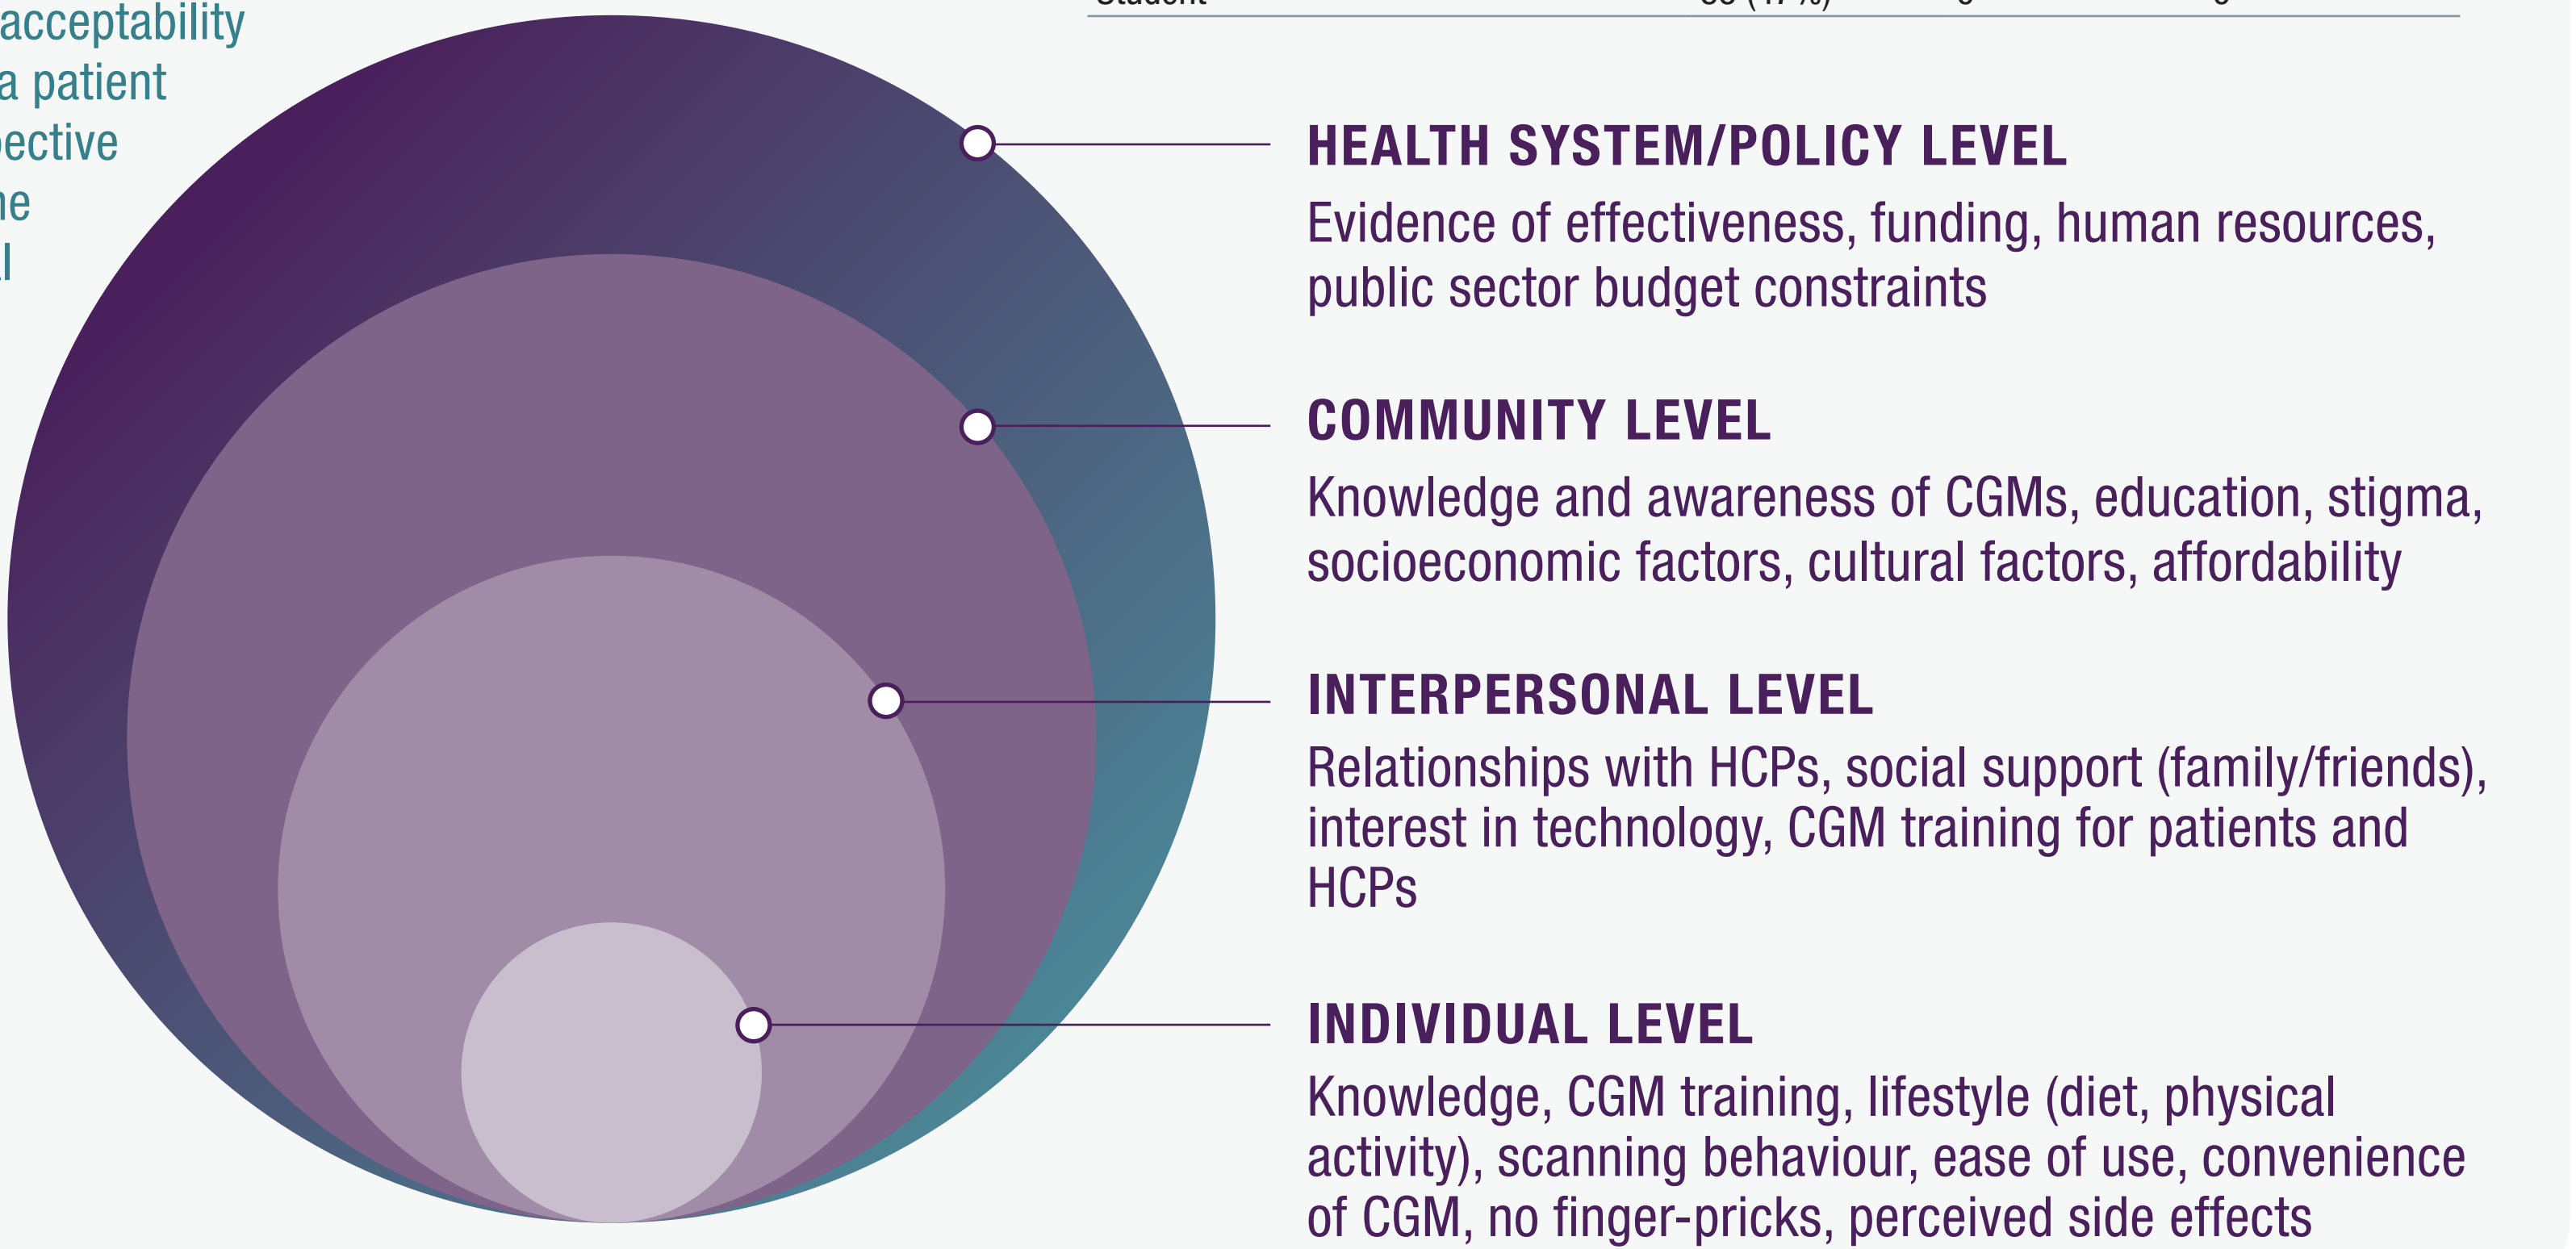 acceptability
a patient
HEALTH SYSTEM/POLICY LEVEL
Evidence of effectiveness, funding, human resources,
public sector budget constraints
COMMUNITY LEVEL
Knowledge and awareness of CGMs, education, stigma,
socioeconomic factors, cultural factors, affordability
INTERPERSONAL LEVEL
Relationships with HCPs, social support (family/friends),
interest in technology, CGM training for patients and
HCPs
INDIVIDUAL LEVEL
Knowledge, CGM training, lifestyle (diet, physical
activity), scanning behaviour, ease of use, convenience
of CGM, no finger-pricks, perceived side effects